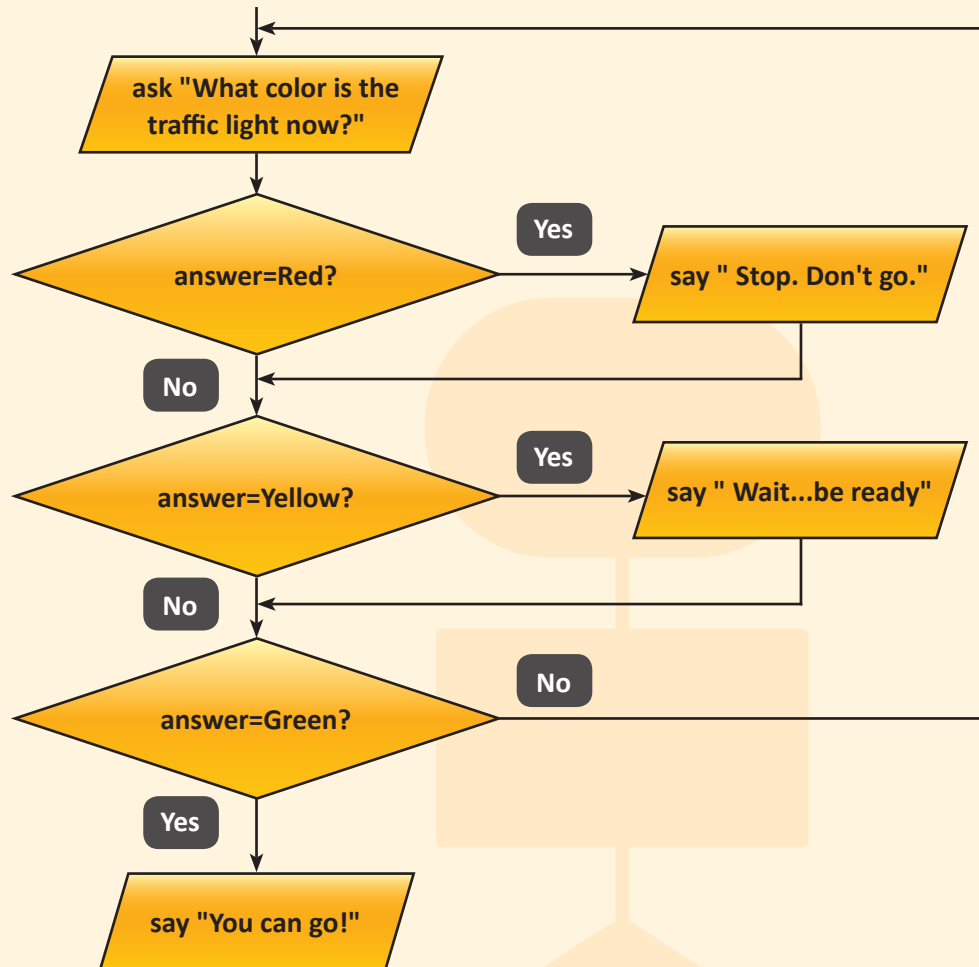 ask "What color is the
traffic light now?"
answer=Red?
Yes
say " Stop. Don't go."
No
answer=Yellow?
Yes
say " Wait...be ready"
No
answer=Green?
No
Yes
say "You can go!"